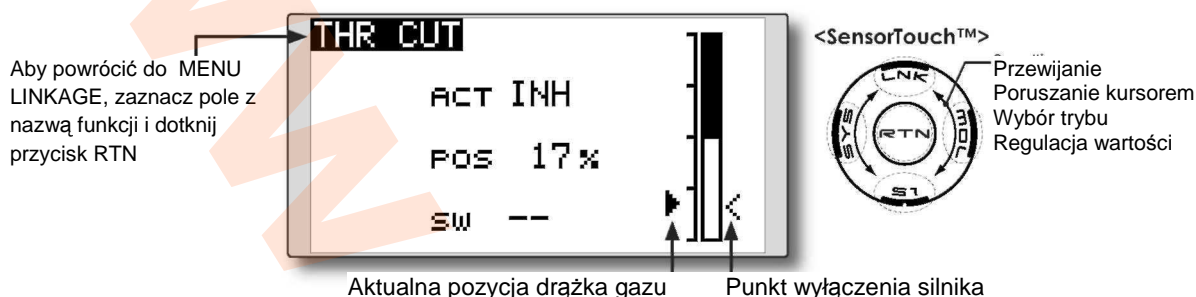 Aby powrócić do MENU
LINKAGE, zaznacz pole z
nazwą funkcji i dotknij
przycisk RTN
THR CUT
ACT INH
POS 17%
SW --
Aktualna pozycja drążka gazu
Punkt wyłączenia silnika
<SensorTouch™>
Przewijanie
Poruszanie kursorem
Wybór trybu
Regulacja wartości
LNK
SYS
RTN
MDL
S1